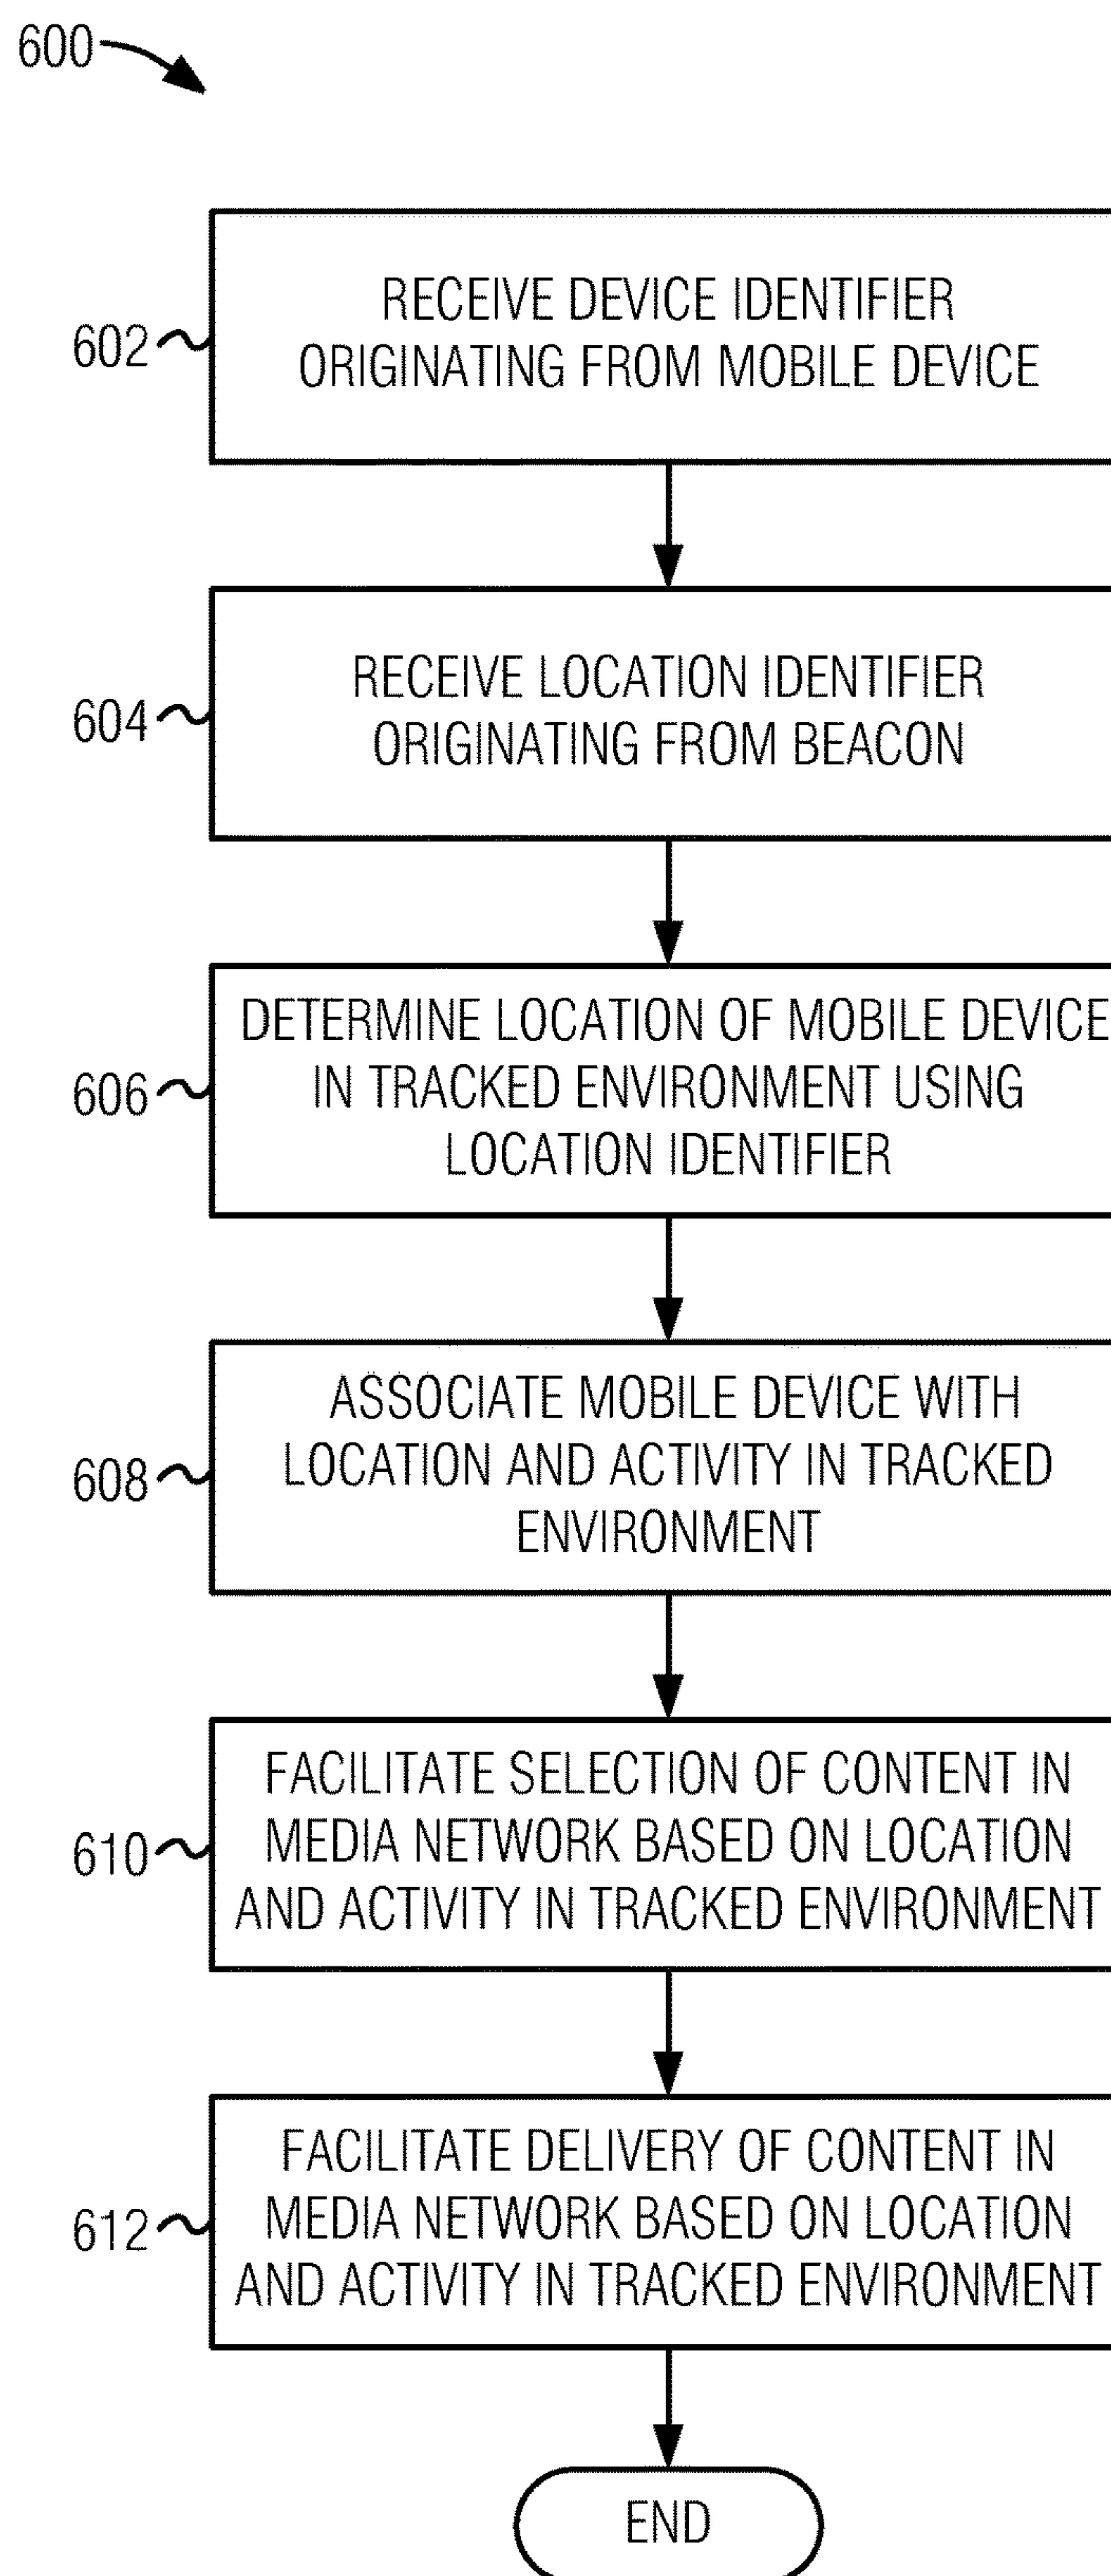 600
602
RECEIVE DEVICE IDENTIFIER
ORIGINATING FROM MOBILE DEVICE
604
RECEIVE LOCATION IDENTIFIER
ORIGINATING FROM BEACON
606
DETERMINE LOCATION OF MOBILE DEVICE
IN TRACKED ENVIRONMENT USING
LOCATION IDENTIFIER
608
ASSOCIATE MOBILE DEVICE WITH
LOCATION AND ACTIVITY IN TRACKED
ENVIRONMENT
610
FACILITATE SELECTION OF CONTENT IN
MEDIA NETWORK BASED ON LOCATION
AND ACTIVITY IN TRACKED ENVIRONMENT
612
FACILITATE DELIVERY OF CONTENT IN
MEDIA NETWORK BASED ON LOCATION
AND ACTIVITY IN TRACKED ENVIRONMENT
END